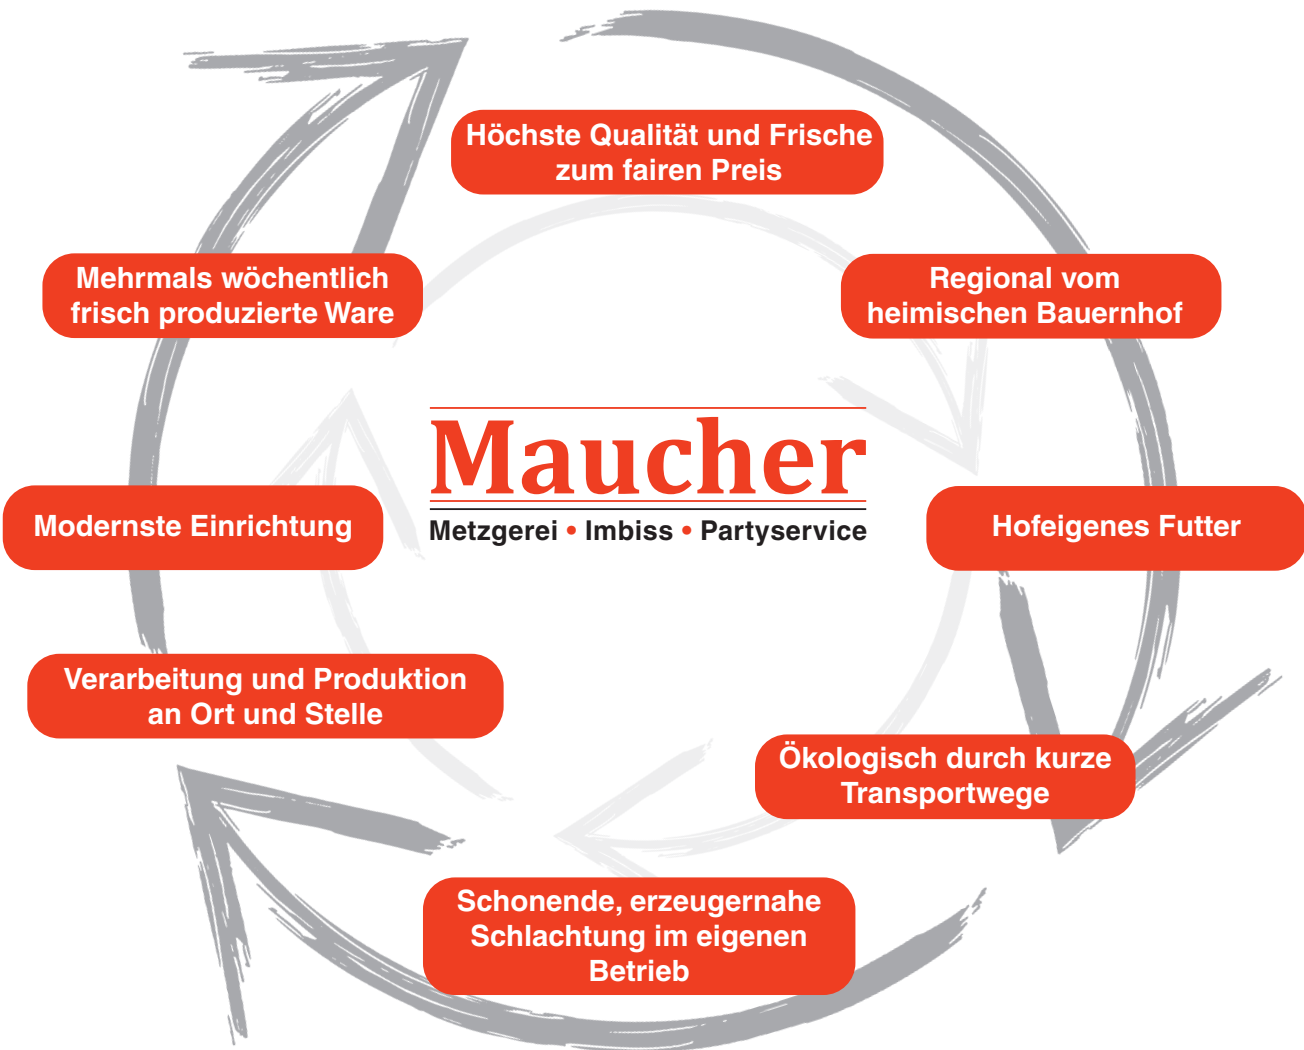 Höchste Qualität und Frische
zum fairen Preis
Mehrmals wöchentlich
frisch produzierte Ware
Regional vom
heimischen Bauernhof
Maucher
Metzgerei • Imbiss • Partyservice
Modernste Einrichtung
Hofeigenes Futter
Verarbeitung und Produktion
an Ort und Stelle
Ökologisch durch kurze
Transportwege
Schonende, erzeugernahe
Schlachtung im eigenen
Betrieb